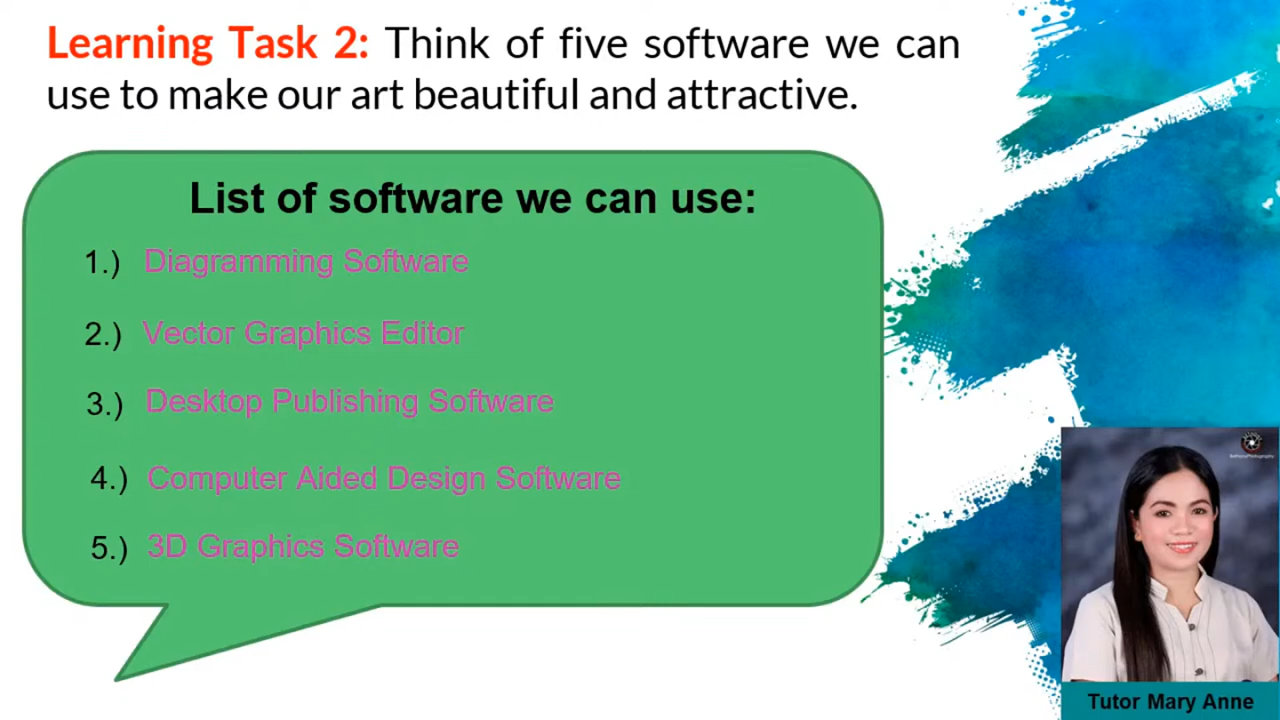 Learning Task 2: Think of five software we can
use to make our art beautiful and attractive.
List of software we can use:
1.) Diagramming Software
2.) Vector Graphics Editor
3.) Desktop Publishing Software
4.) Computer Aided Design Software
5.) 3D Graphics Software
Tutor Mary Anne